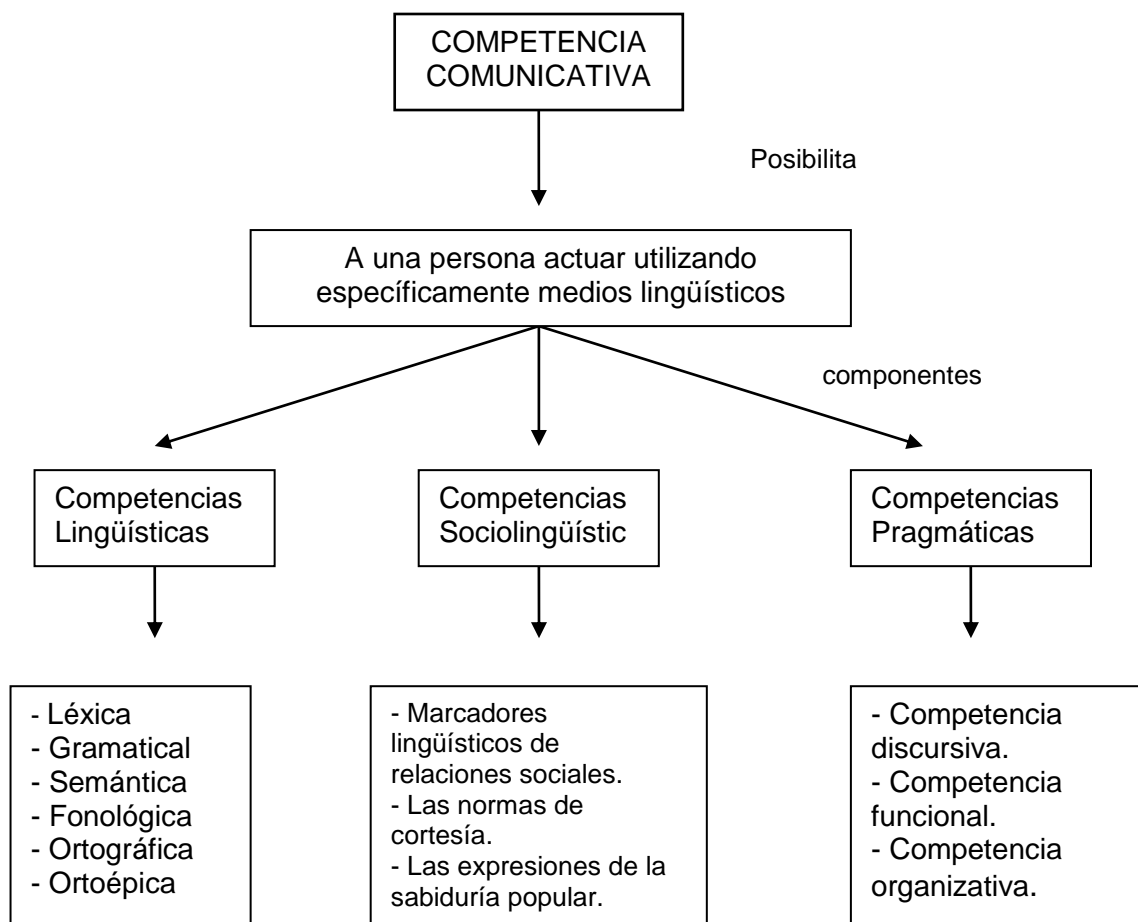 COMPETENCIA
COMUNICATIVA
Posibilita
A una persona actuar utilizando
específicamente medios lingüísticos
componentes
Competencias
Lingüísticas
Competencias
Sociolingüístic
Competencias
Pragmáticas
- Léxica
- Gramatical
- Semántica
- Fonológica
- Ortográfica
- Ortoépica
- Marcadores
lingüísticos de
relaciones sociales.
- Las normas de
cortesía.
- Las expresiones de la
sabiduría popular.
- Competencia
discursiva.
- Competencia
funcional.
- Competencia
organizativa.